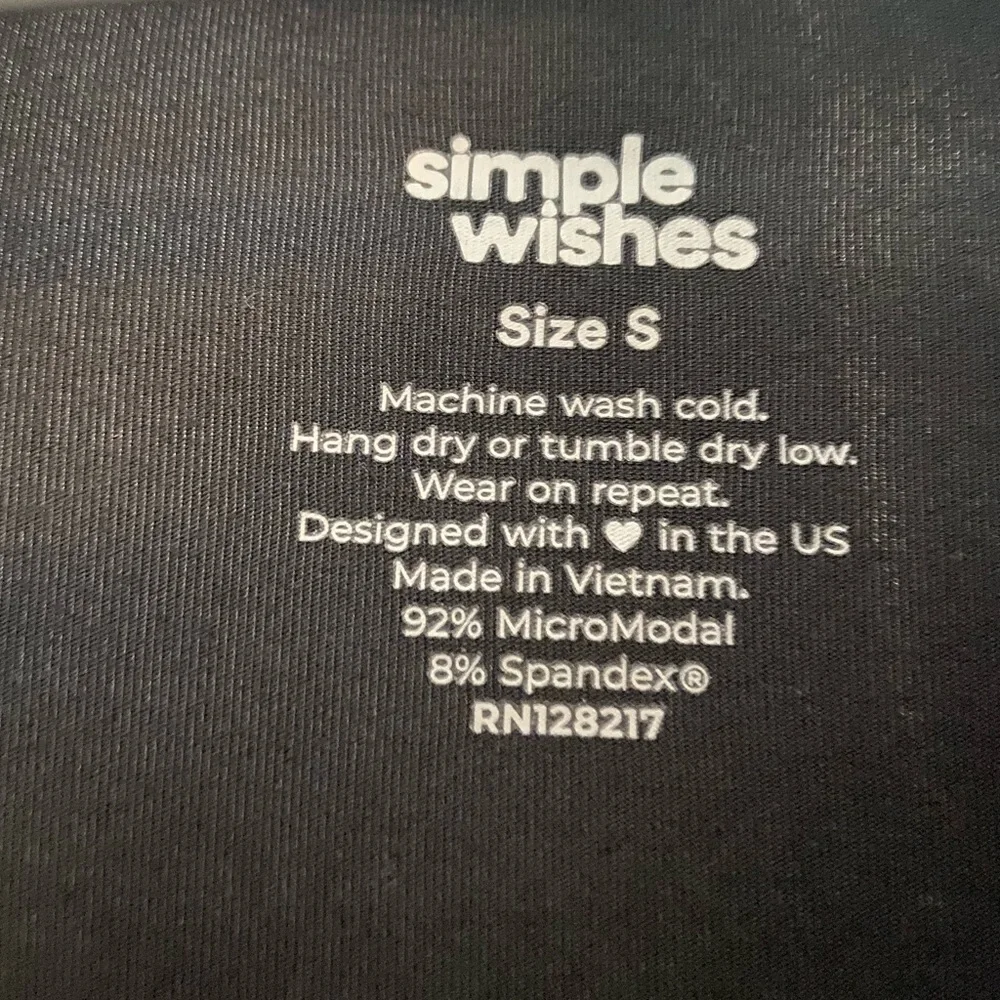 simple
wishes
Size S
Machine wash cold.
Hang dry or tumble dry low.
Wear on repeat.
Designed with ♥ in the US
Made in Vietnam.
92% MicroModal
8% Spandex®
RN128217